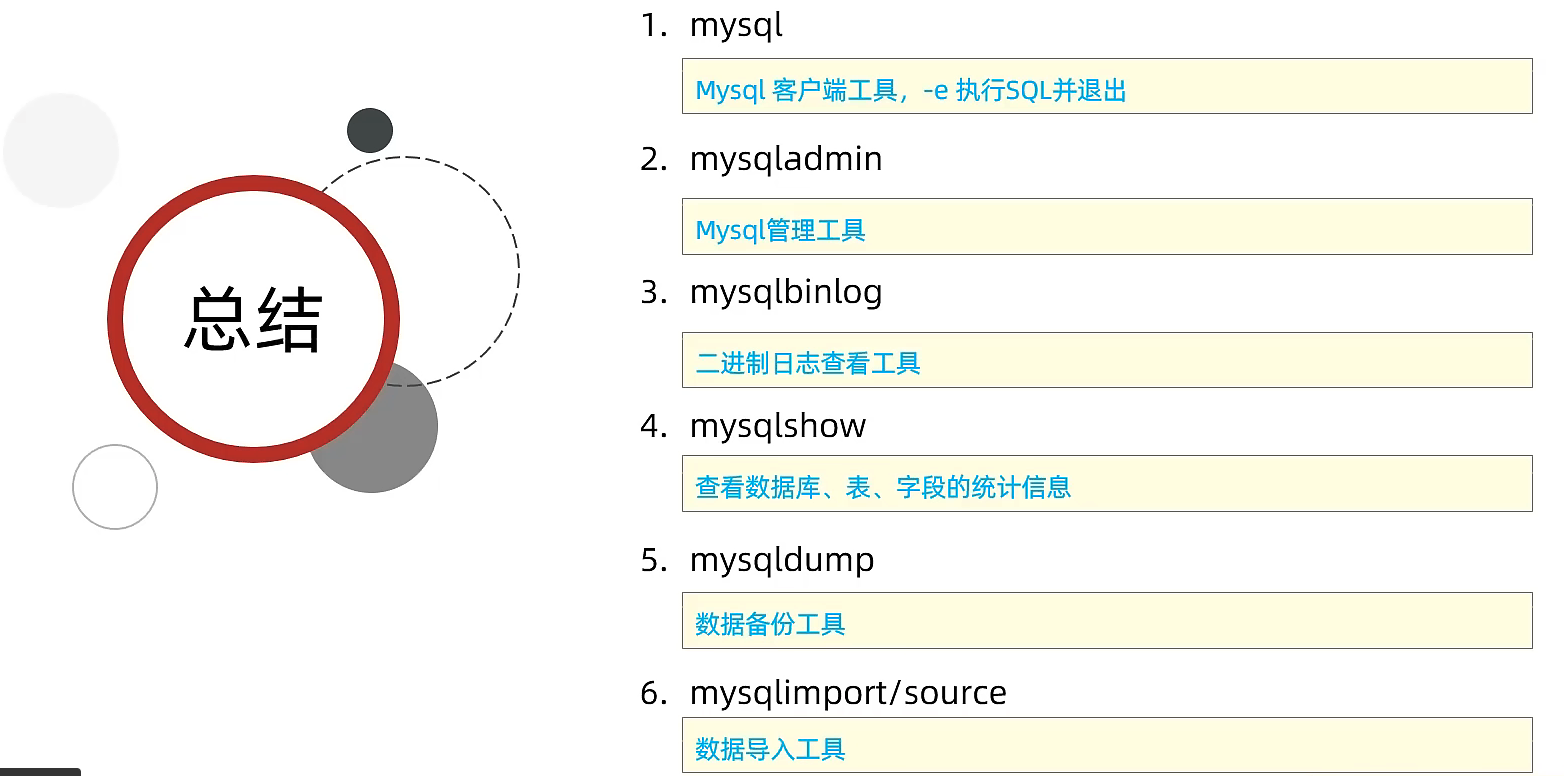 总结
1. mysql
Mysql 客户端工具，-e 执行SQL并退出
2. mysqladmin
Mysql管理工具
3. mysqlbinlog
二进制日志查看工具
4. mysqlshow
查看数据库、表、字段的统计信息
5. mysqldump
数据备份工具
6. mysqlimport/source
数据导入工具